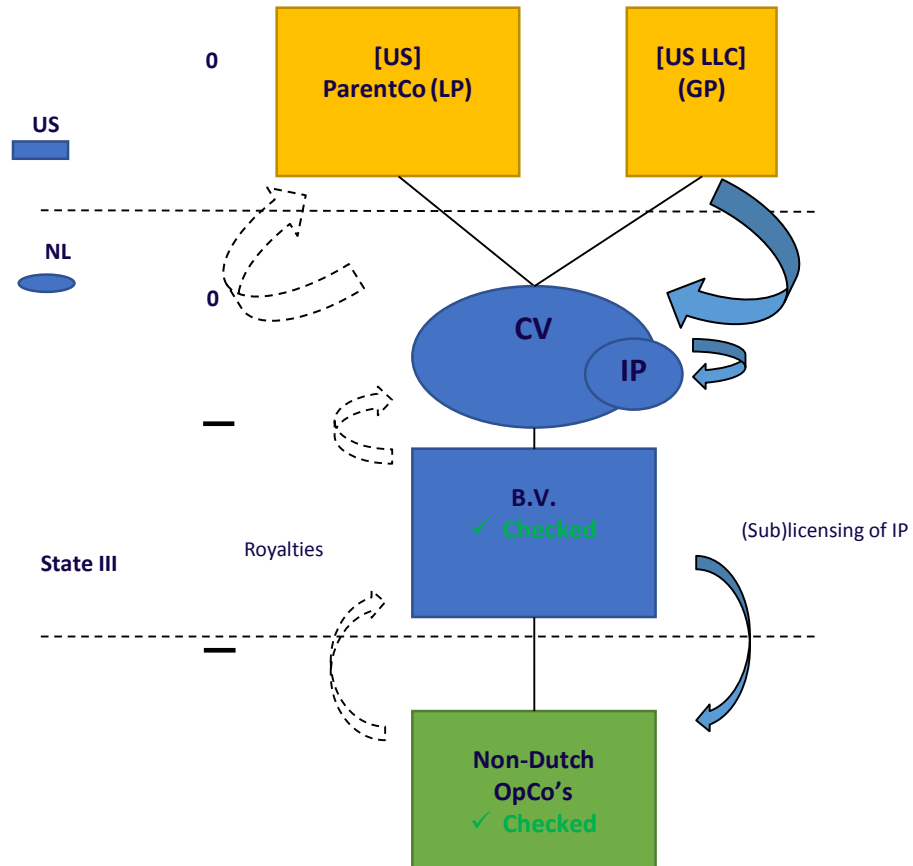 0
[US]
ParentCo (LP)
[US LLC]
(GP)
US
NL
0
CV
IP
B.V.
✓ Checked
(Sub)licensing of IP
Royalties
State III
Non-Dutch
OpCo's
✓ Checked